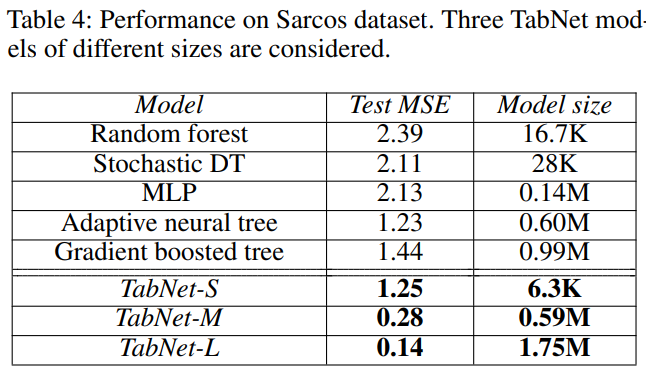 Table 4: Performance on Sarcos dataset. Three TabNet mod-
els of different sizes are considered.
Model Test MSE Model size
Random forest 2.39 16.7K
Stochastic DT 2.11 28K
MLP 2.13 0.14M
Adaptive neural tree 1.23 0.60M
Gradient boosted tree 1.44 0.99M
TabNet-S 1.25 6.3K
TabNet-M 0.28 0.59M
TabNet-L 0.14 1.75M